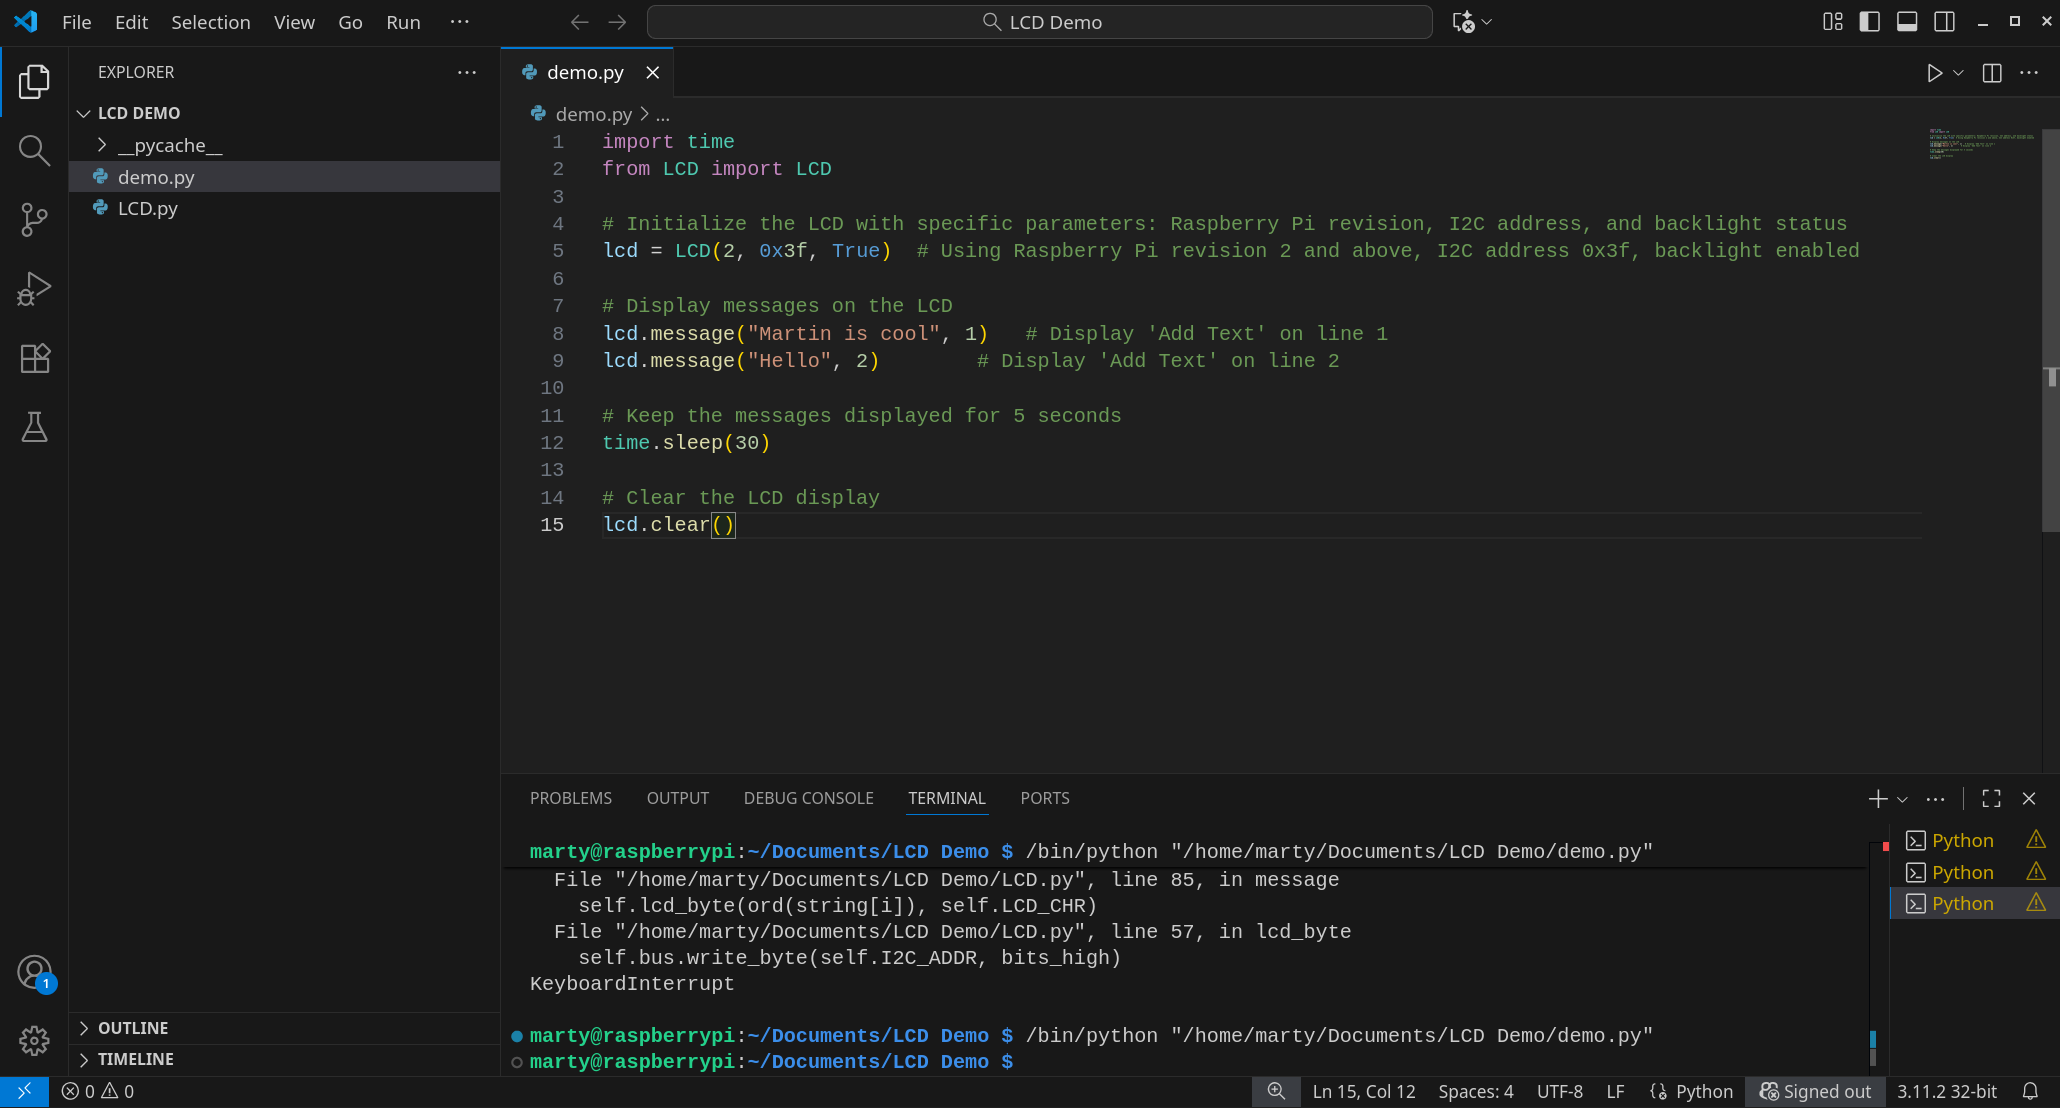 File Edit Selection View Go Run ···
LCD Demo
EXPLORER ···
LCD DEMO
__pycache__
demo.py
LCD.py
OUTLINE
TIMELINE
demo.py
demo.py > ...
1 import time
2 from LCD import LCD
3
4 # Initialize the LCD with specific parameters: Raspberry Pi revision, I2C address, and backlight status
5 lcd = LCD(2, 0x3f, True)  # Using Raspberry Pi revision 2 and above, I2C address 0x3f, backlight enabled
6
7 # Display messages on the LCD
8 lcd.message("Martin is cool", 1)   # Display 'Add Text' on line 1
9 lcd.message("Hello", 2)        # Display 'Add Text' on line 2
10
11 # Keep the messages displayed for 5 seconds
12 time.sleep(30)
13
14 # Clear the LCD display
15 lcd.clear()
PROBLEMS OUTPUT DEBUG CONSOLE TERMINAL PORTS
marty@raspberrypi:~/Documents/LCD Demo $ /bin/python "/home/marty/Documents/LCD Demo/demo.py"
  File "/home/marty/Documents/LCD Demo/LCD.py", line 85, in message
    self.lcd_byte(ord(string[i]), self.LCD_CHR)
  File "/home/marty/Documents/LCD Demo/LCD.py", line 57, in lcd_byte
    self.bus.write_byte(self.I2C_ADDR, bits_high)
KeyboardInterrupt
marty@raspberrypi:~/Documents/LCD Demo $ /bin/python "/home/marty/Documents/LCD Demo/demo.py"
marty@raspberrypi:~/Documents/LCD Demo $
Python
Python
Python
1
0 0
Ln 15, Col 12 Spaces: 4 UTF-8 LF {} Python Signed out 3.11.2 32-bit